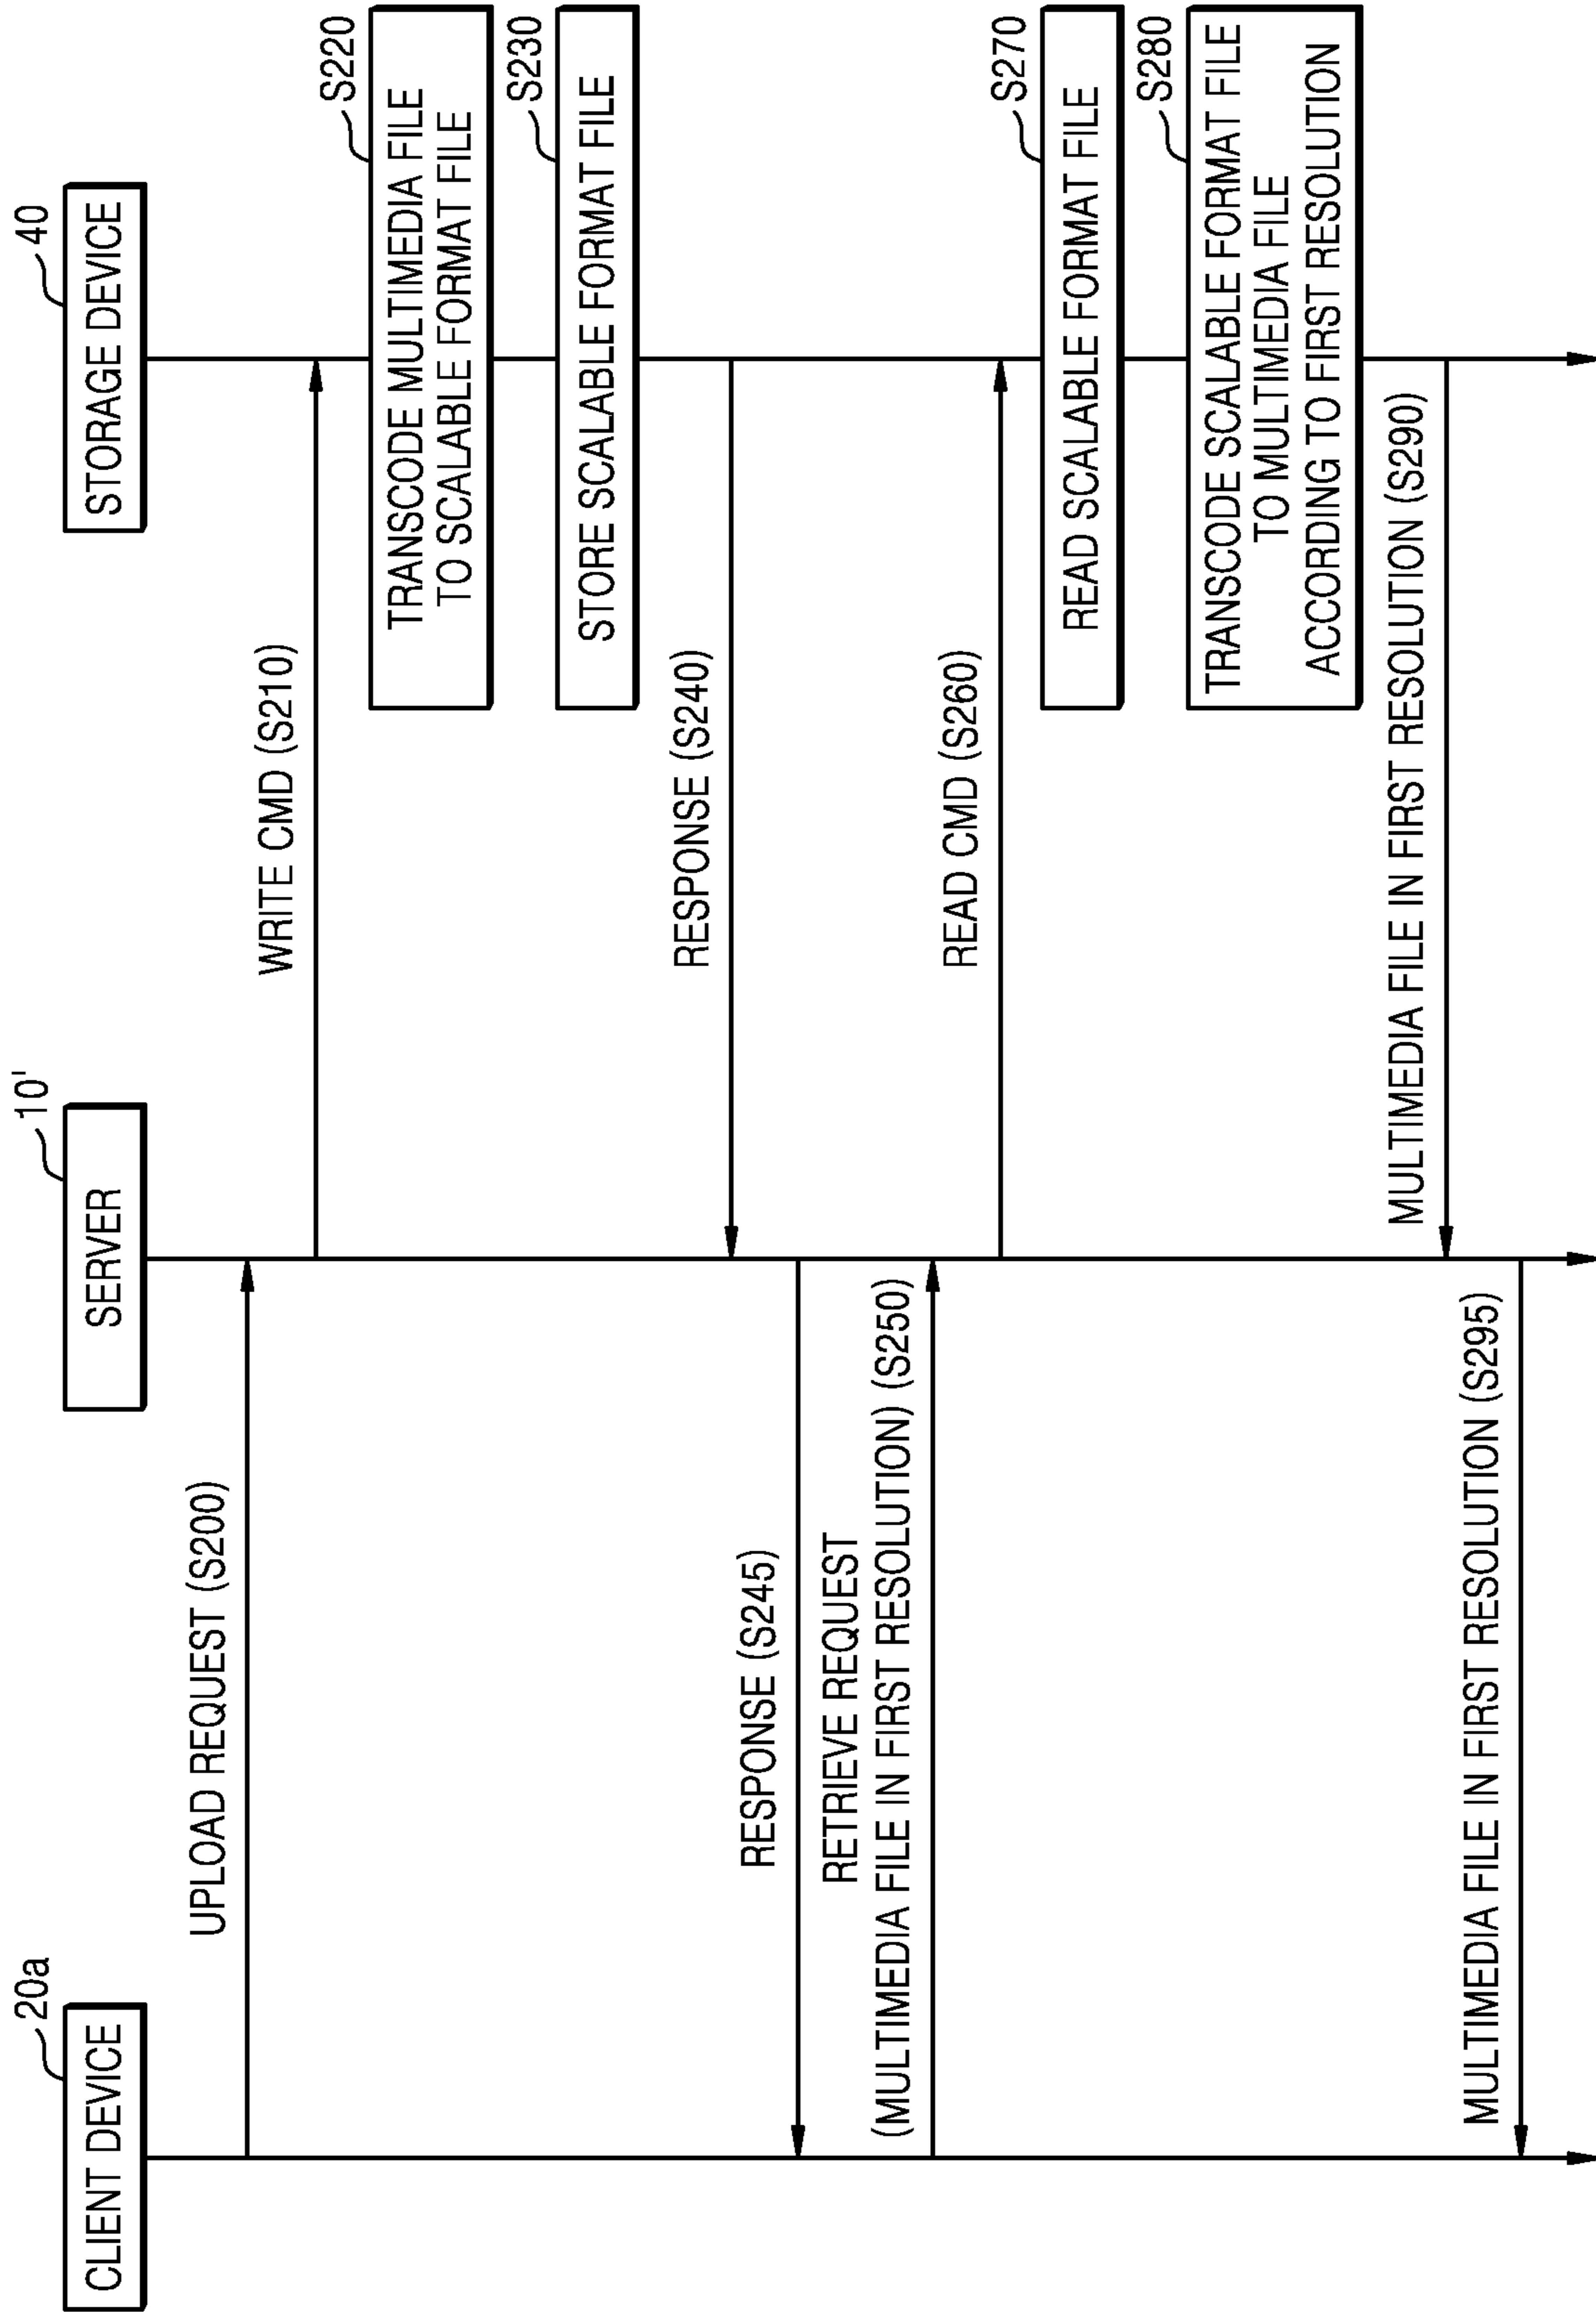 CLIENT DEVICE
20a
SERVER
10'
STORAGE DEVICE
40
UPLOAD REQUEST (S200)
WRITE CMD (S210)
S220
TRANSCODE MULTIMEDIA FILE
TO SCALABLE FORMAT FILE
S230
STORE SCALABLE FORMAT FILE
RESPONSE (S240)
RESPONSE (S245)
RETRIEVE REQUEST
(MULTIMEDIA FILE IN FIRST RESOLUTION) (S250)
READ CMD (S260)
S270
READ SCALABLE FORMAT FILE
S280
TRANSCODE SCALABLE FORMAT FILE
TO MULTIMEDIA FILE
ACCORDING TO FIRST RESOLUTION
MULTIMEDIA FILE IN FIRST RESOLUTION (S290)
MULTIMEDIA FILE IN FIRST RESOLUTION (S295)